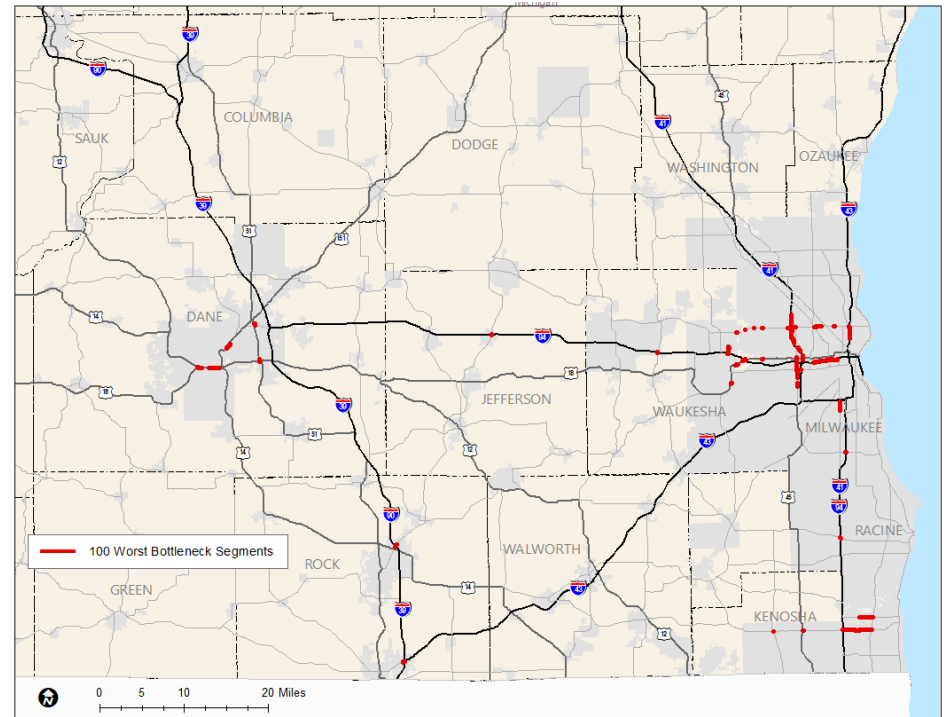 Michigan
39
90
45
COLUMBIA
41
SAUK
DODGE
12
WASHINGTON
OZAUKEE
39
43
51
151
41
14
DANE
94
18
18
JEFFERSON
39
WAUKESHA
MILWAUKEE
51
43
14
12
41
45
90
94
RACINE
100 Worst Bottleneck Segments
WALWORTH
ROCK
14
43
GREEN
39
KENOSHA
12
N
0 5 10 20 Miles